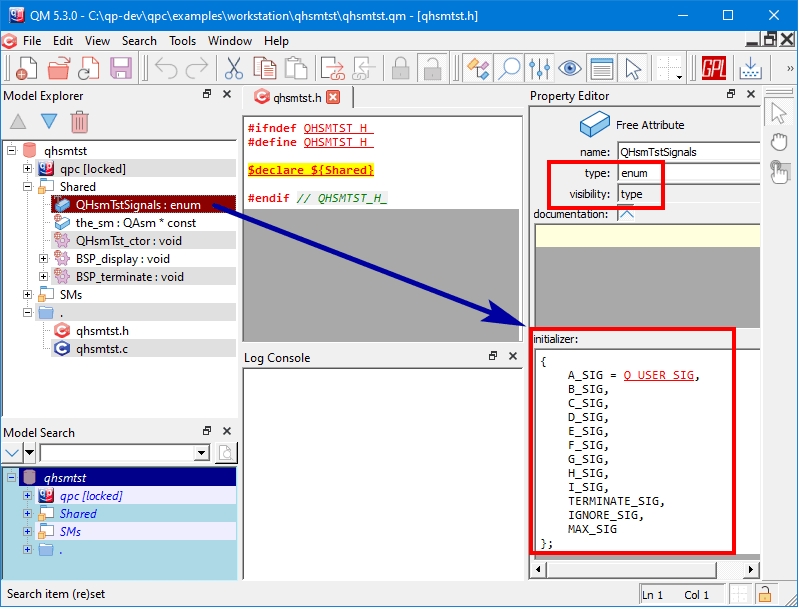 QM 5.3.0 - C:\qp-dev\qpc\examples\workstation\qhsmtst\qhsmtst.qm - [qhsmtst.h]
File Edit View Search Tools Window Help
GPL
Model Explorer
qhsmtst
qpc [locked]
Shared
QHsmTstSignals : enum
the_sm : QAsm * const
QHsmTst_ctor : void
BSP_display : void
BSP_terminate : void
SMs
.
qhsmtst.h
qhsmtst.c
Model Search
qhsmtst
qpc [locked]
Shared
SMs
.
qhsmtst.h
#ifndef QHSMTST_H_
#define QHSMTST_H_
$declare ${Shared}
#endif // QHSMTST_H_
Log Console
Property Editor
Free Attribute
name: QHsmTstSignals
type: enum
visibility: type
documentation:
initializer:
{
A_SIG = Q_USER_SIG,
B_SIG,
C_SIG,
D_SIG,
E_SIG,
F_SIG,
G_SIG,
H_SIG,
I_SIG,
TERMINATE_SIG,
IGNORE_SIG,
MAX_SIG
};
Search item (re)set
Ln 1 Col 1